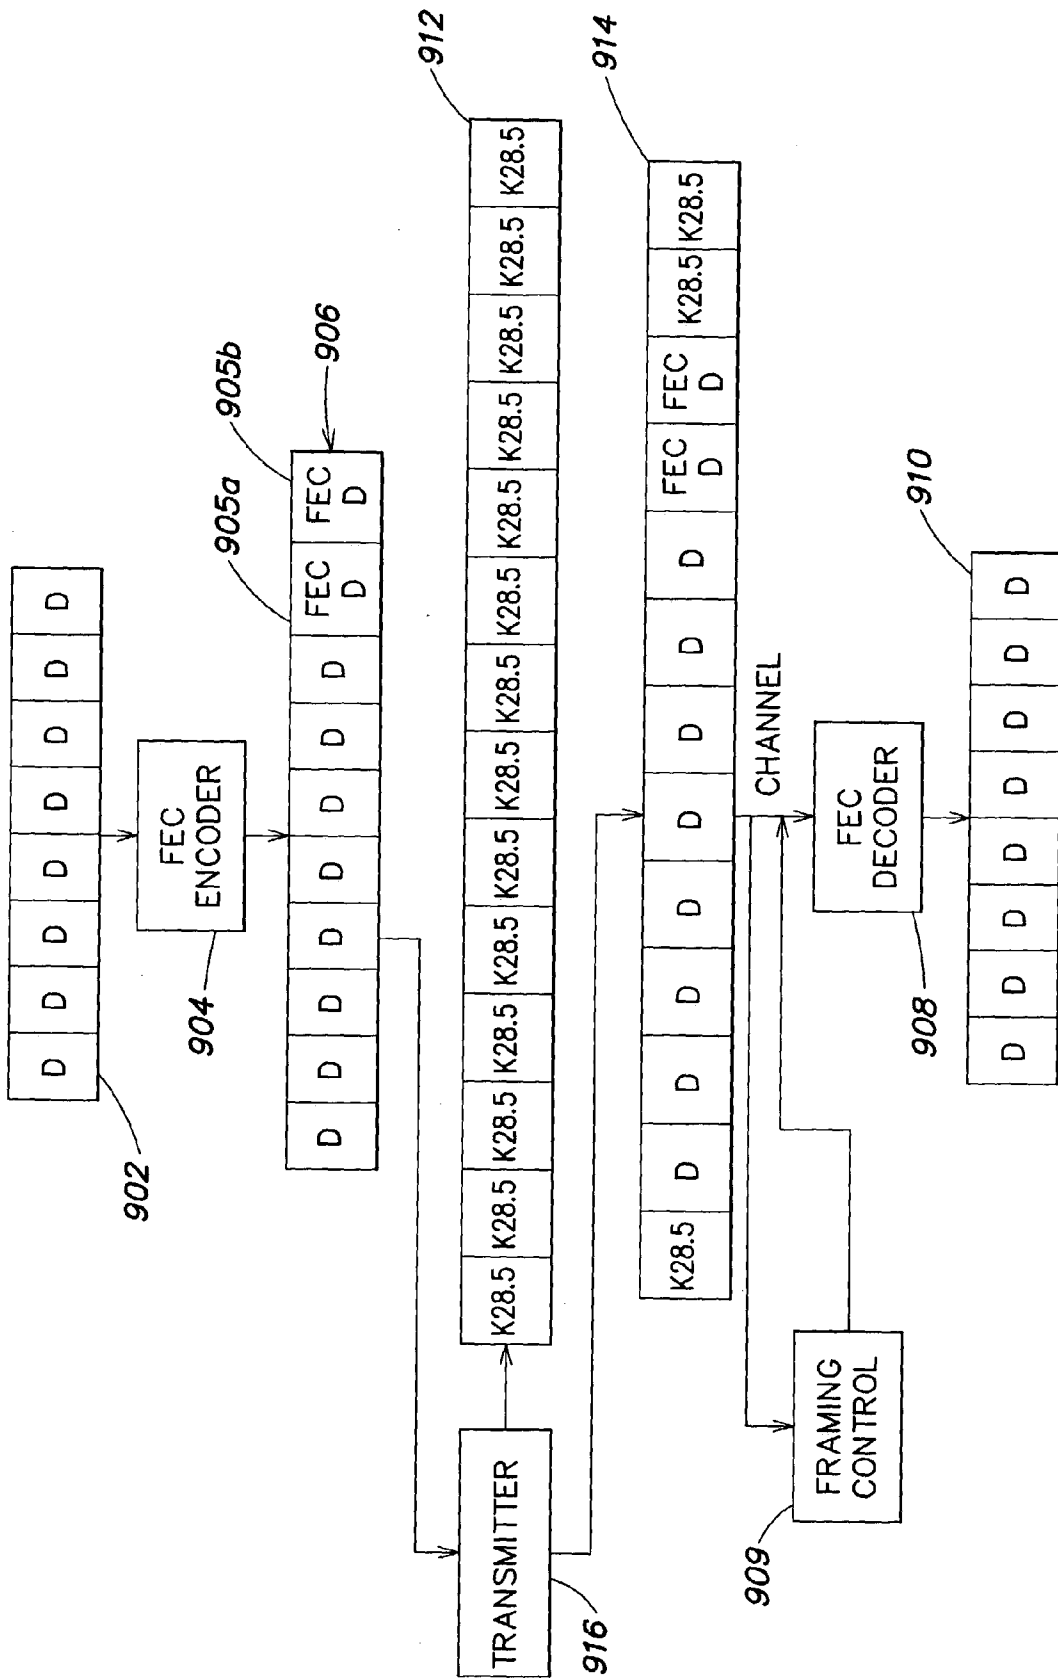 D D D D D D D D
902
FEC
ENCODER
904
905a
905b
906
D D D D D D D D FEC D FEC D
912
K28.5 K28.5 K28.5 K28.5 K28.5 K28.5 K28.5 K28.5 K28.5 K28.5 K28.5 K28.5 K28.5 K28.5
TRANSMITTER
916
914
K28.5 D D D D D D D D FEC D FEC D K28.5 K28.5
CHANNEL
FRAMING
CONTROL
909
FEC
DECODER
908
910
D D D D D D D D